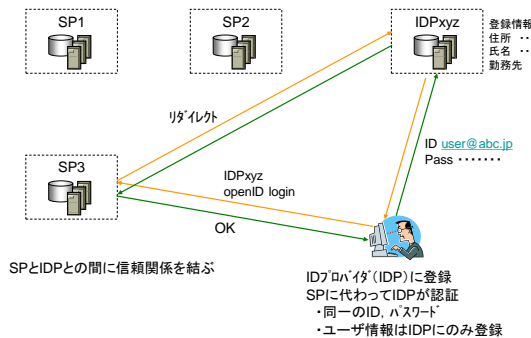 SP1
SP2
IDPxyz
登録情報
住所 ‥
氏名 ‥
勤務先
ﾘﾀﾞｲﾚｸﾄ
ID user@abc.jp
Pass ‥‥‥‥
SP3
IDPxyz
openID login
OK
SPとIDPとの間に信頼関係を結ぶ
IDﾌﾟﾛﾊﾞｲﾀﾞ(IDP)に登録
SPに代わってIDPが認証
・同一のID, ﾊﾟｽﾜｰﾄﾞ
・ユーザ情報はIDPにのみ登録